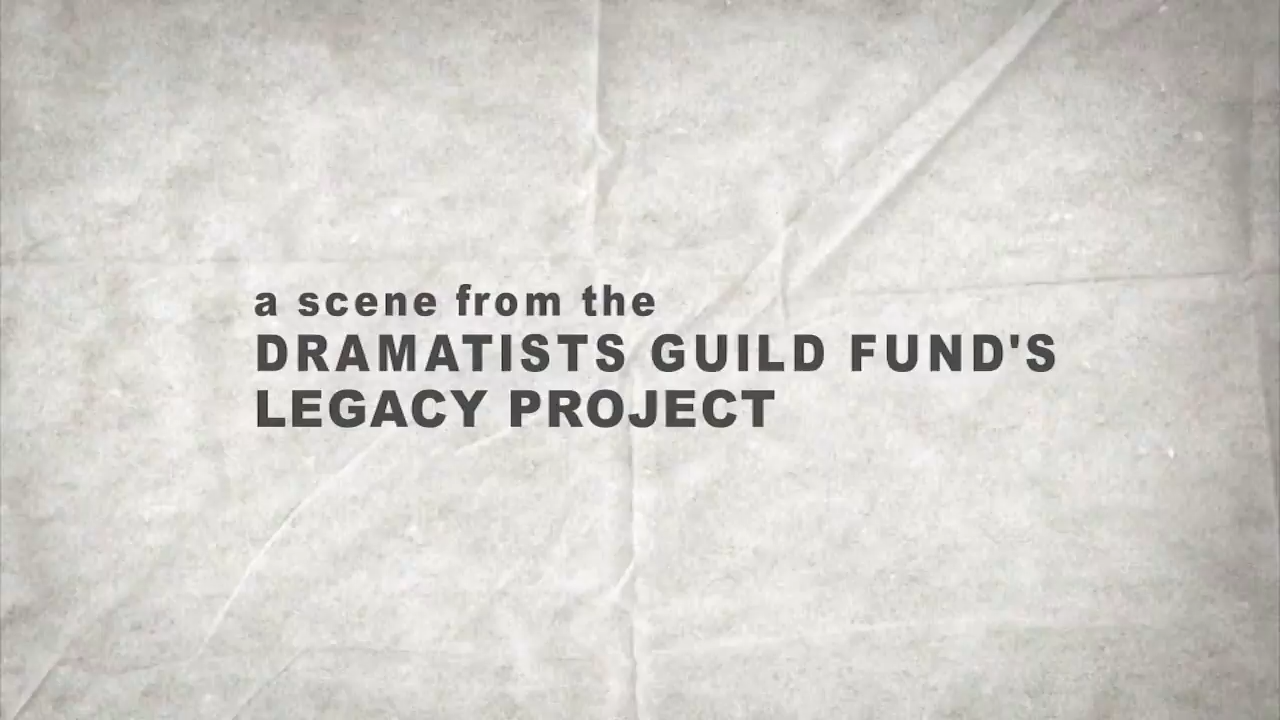 a scene from the
DRAMATISTS GUILD FUND'S
LEGACY PROJECT